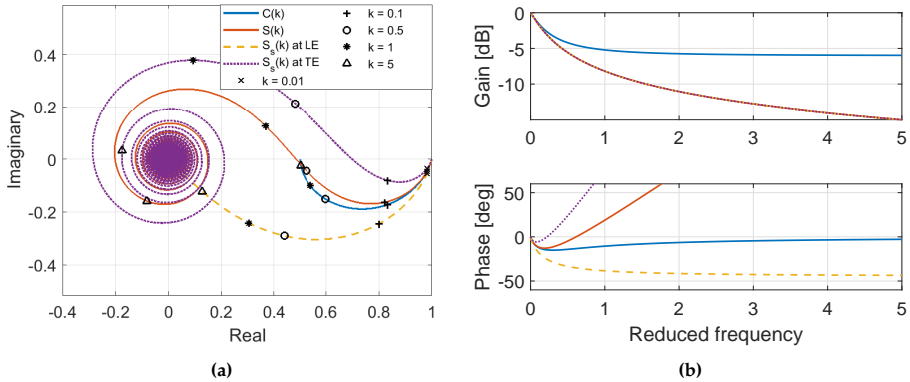 C(k)
S(k)
S_s(k) at LE
S_s(k) at TE
k = 0.01
k = 0.1
k = 0.5
k = 1
k = 5
0.4
0.2
0
-0.2
-0.4
Imaginary
-0.4 -0.2 0 0.2 0.4 0.6 0.8 1
Real
(a)
0
-5
-10
Gain [dB]
0 1 2 3 4 5
50
0
-50
Phase [deg]
0 1 2 3 4 5
Reduced frequency
(b)